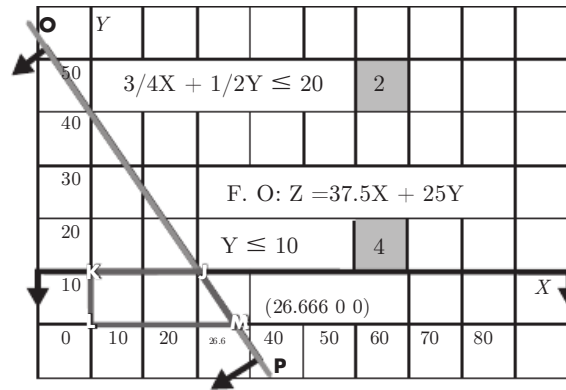 O Y
50
3/4X + 1/2Y ≤ 20 2
40
30
F. O: Z =37.5X + 25Y
20
Y ≤ 10 4
K J
10 X
(26.666 0 0)
L M
0 10 20 26.6 40 50 60 70 80
P